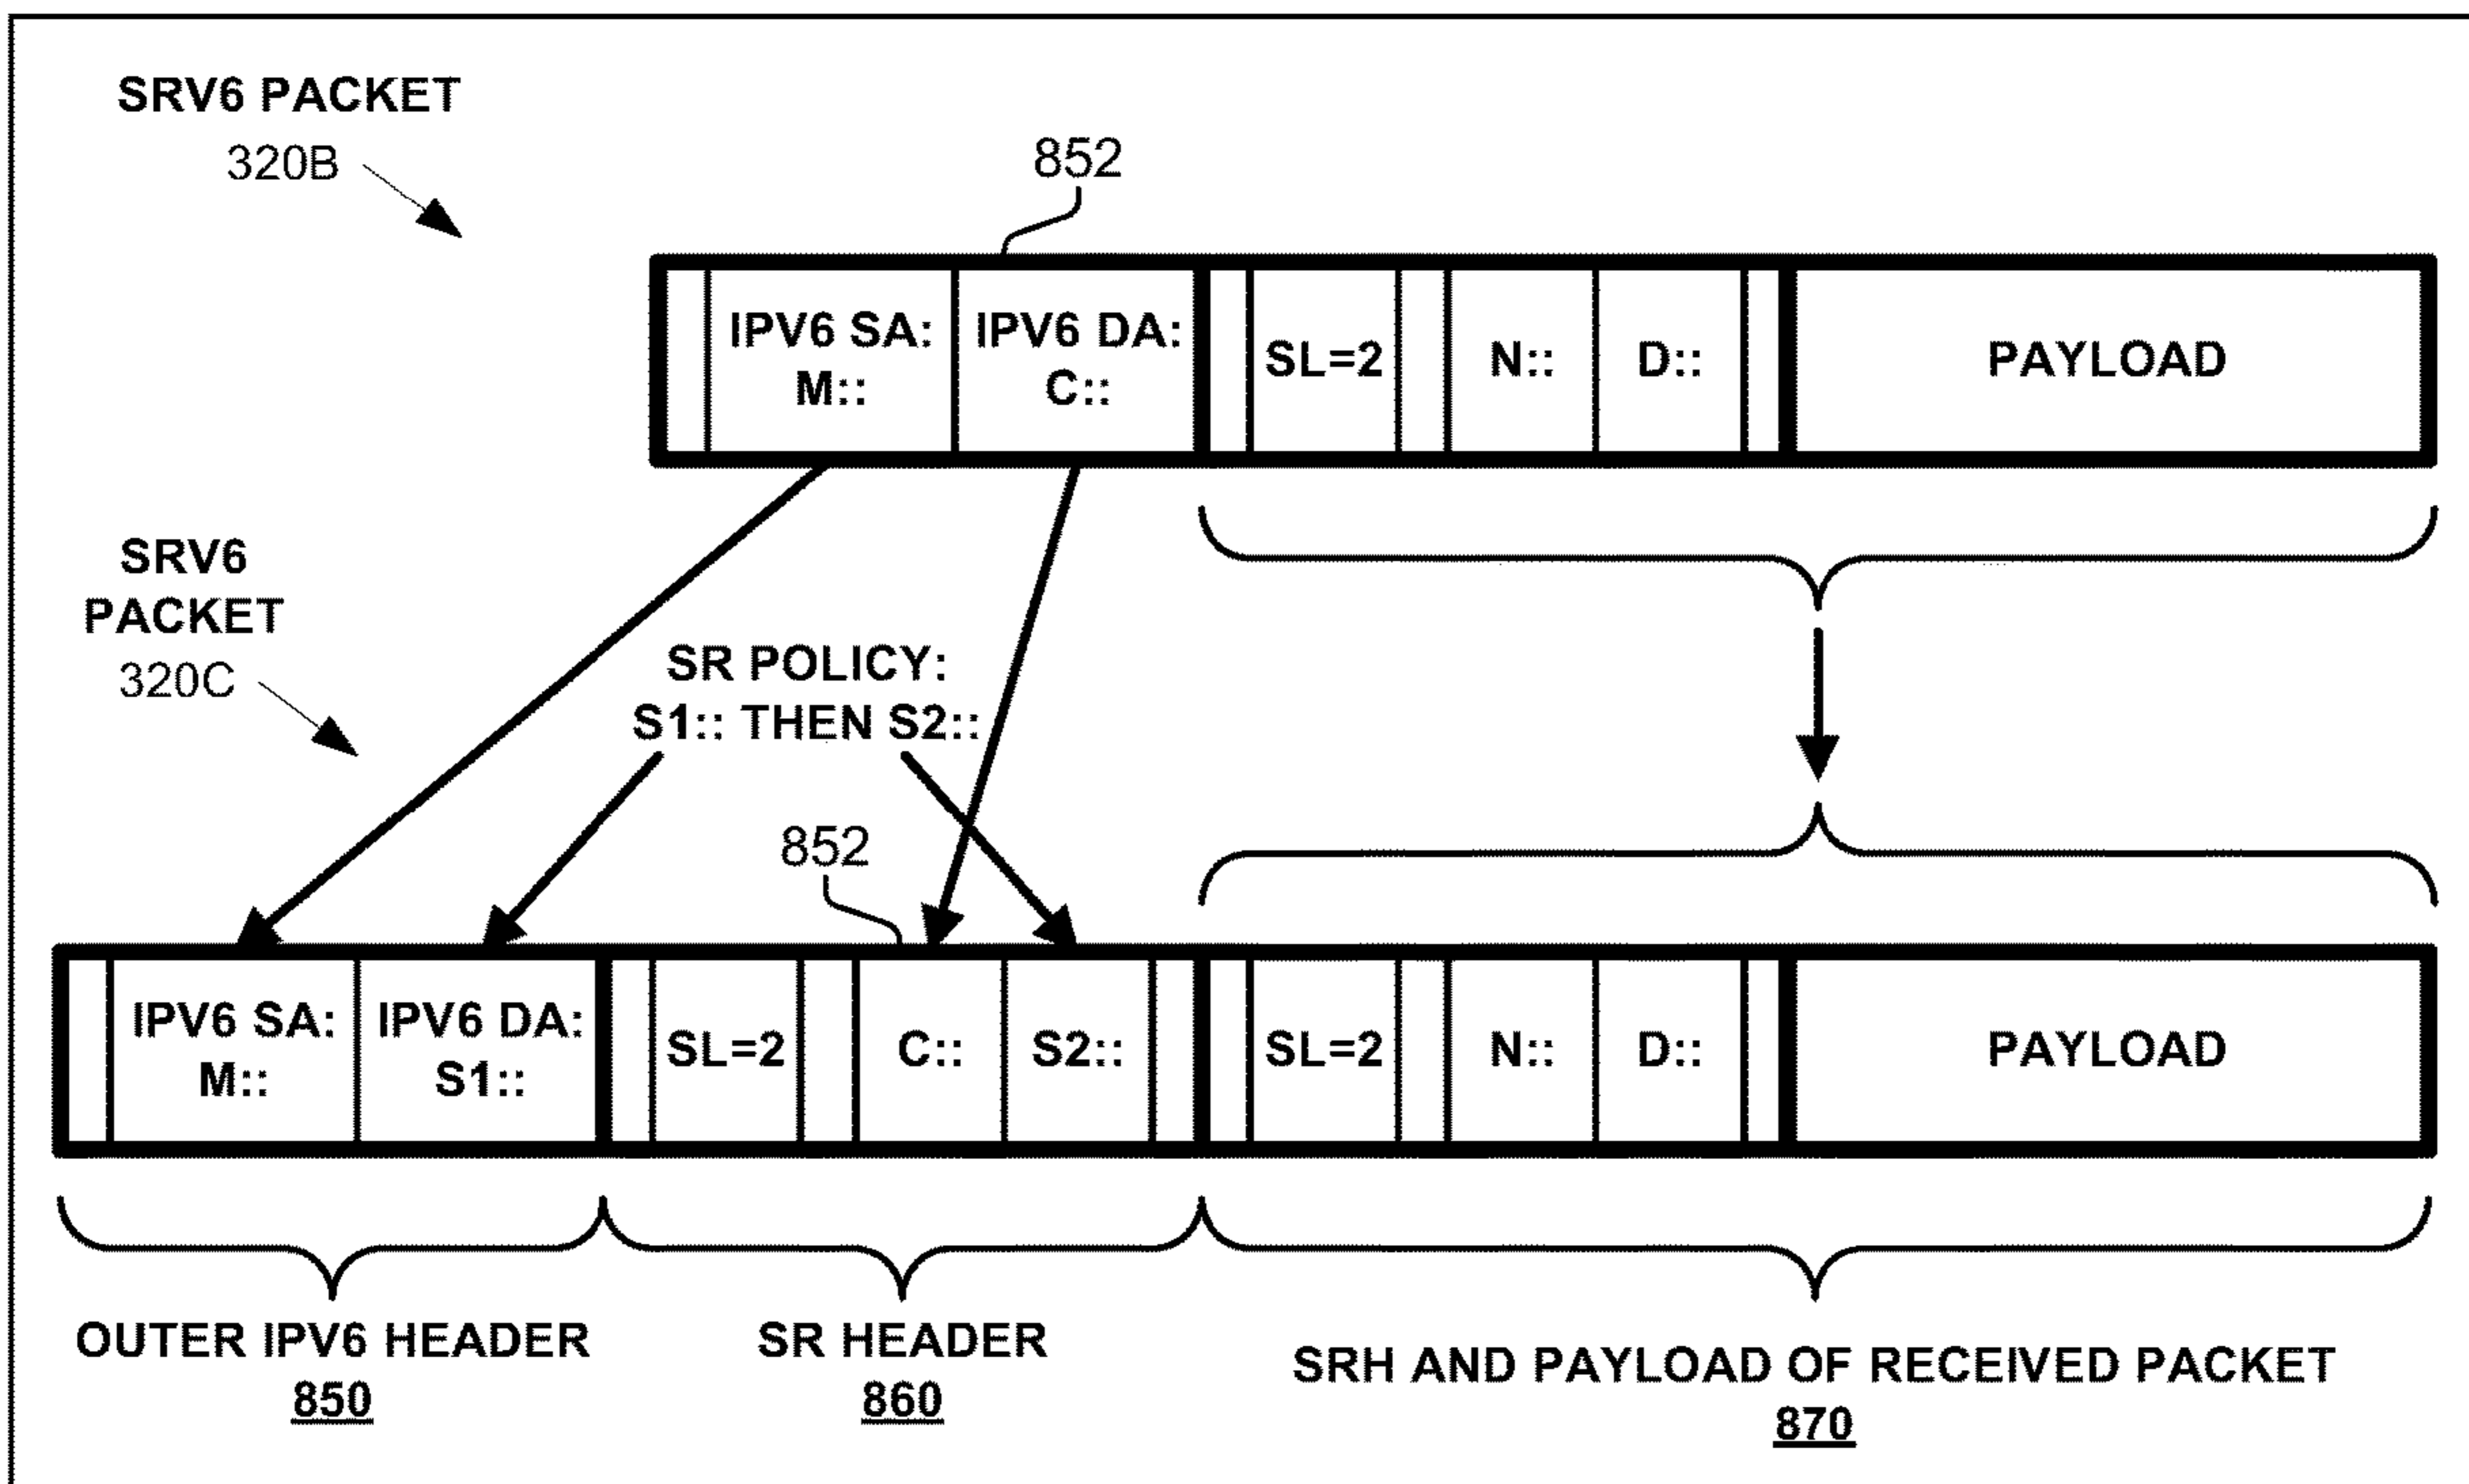 SRV6 PACKET
320B
852
IPV6 SA:
M::
IPV6 DA:
C::
SL=2
N::
D::
PAYLOAD
SRV6
PACKET
320C
SR POLICY:
S1:: THEN S2::
852
IPV6 SA:
M::
IPV6 DA:
S1::
SL=2
C::
S2::
SL=2
N::
D::
PAYLOAD
OUTER IPV6 HEADER
850
SR HEADER
860
SRH AND PAYLOAD OF RECEIVED PACKET
870